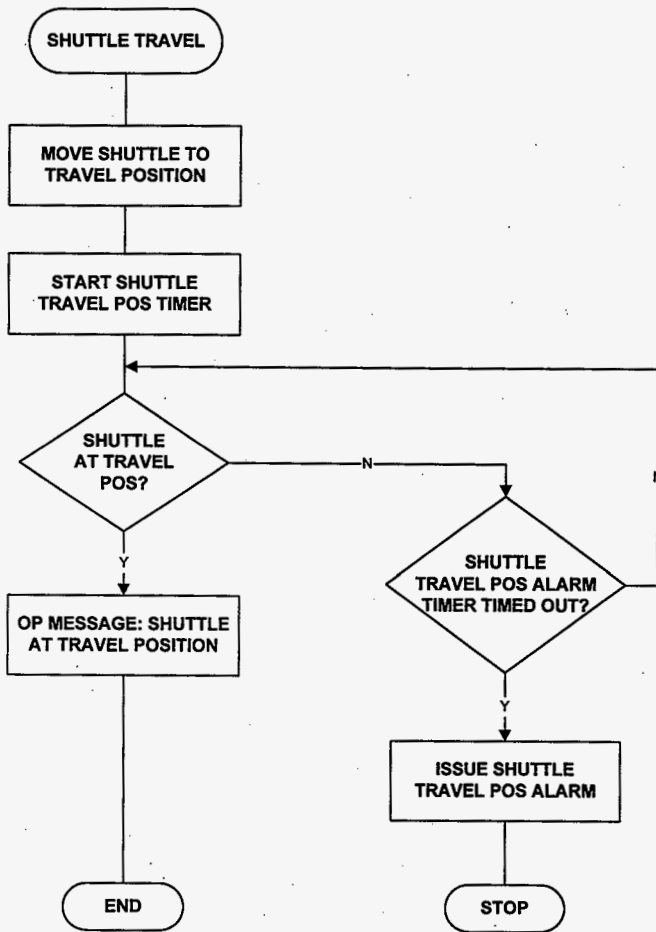 SHUTTLE TRAVEL
MOVE SHUTTLE TO
TRAVEL POSITION
START SHUTTLE
TRAVEL POS TIMER
SHUTTLE
AT TRAVEL
POS?
N
Y
OP MESSAGE: SHUTTLE
AT TRAVEL POSITION
END
SHUTTLE
TRAVEL POS ALARM
TIMER TIMED OUT?
Y
ISSUE SHUTTLE
TRAVEL POS ALARM
STOP